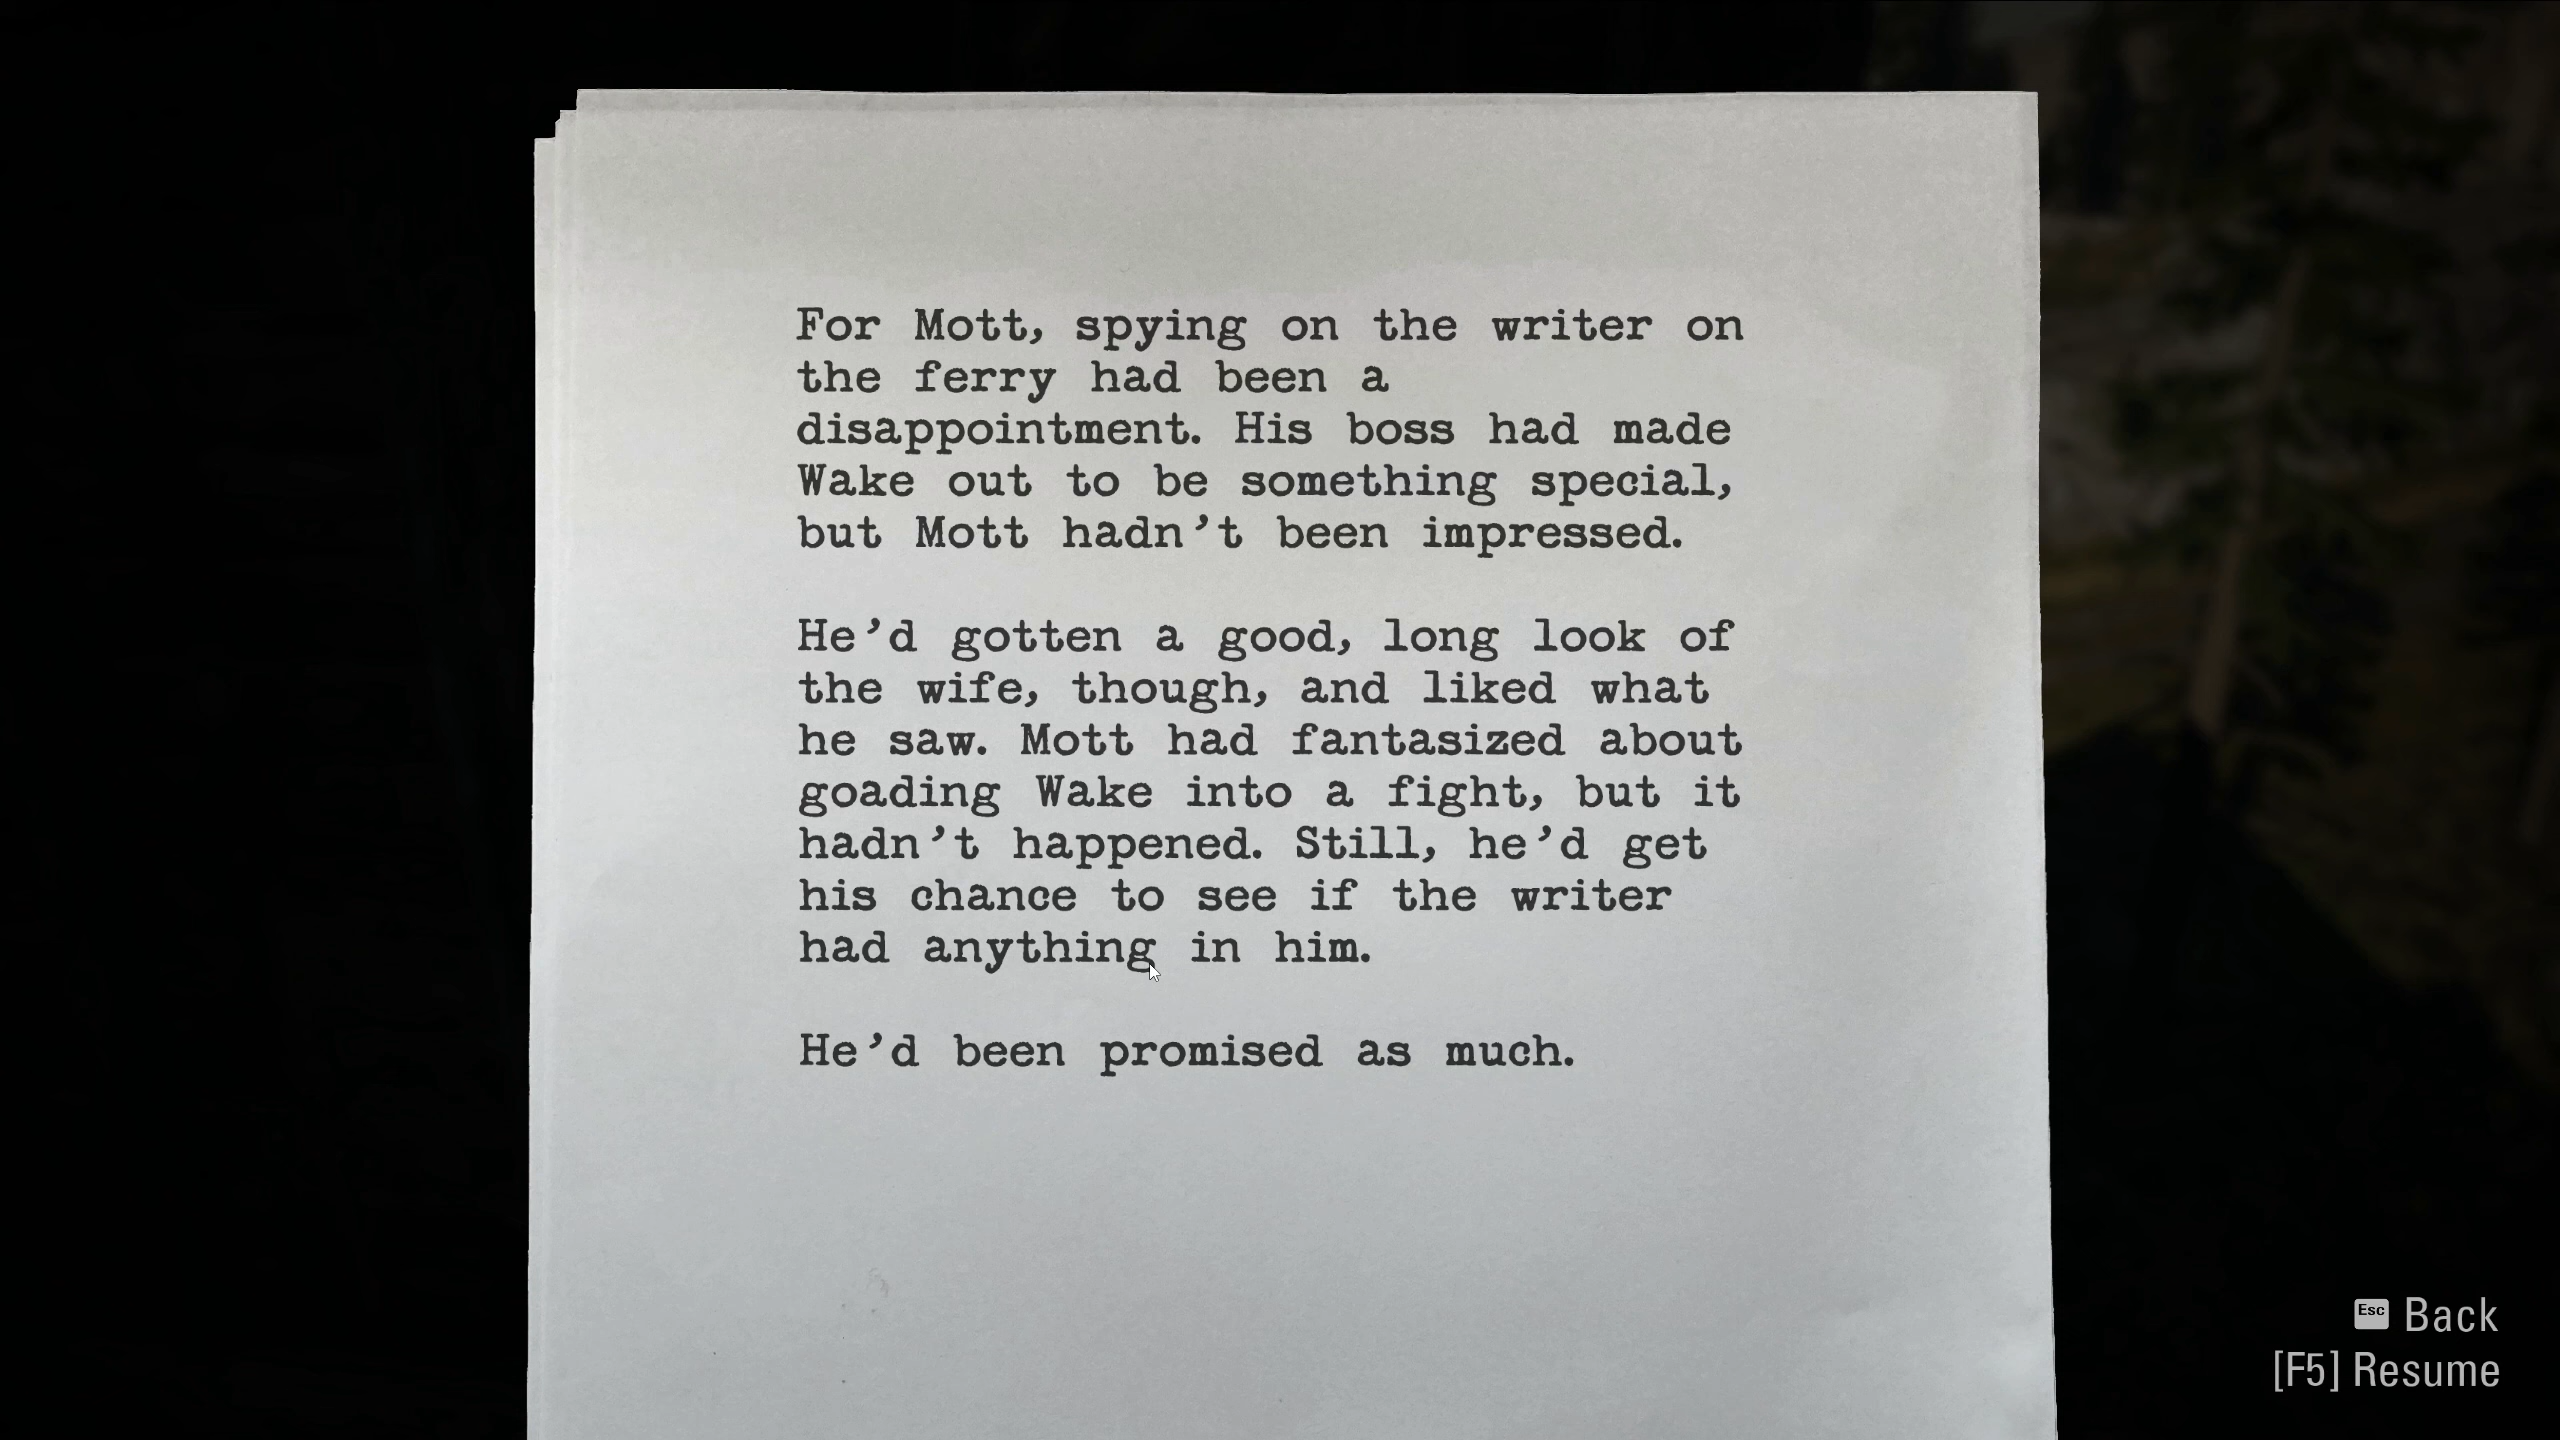 For Mott, spying on the writer on
the ferry had been a
disappointment. His boss had made
Wake out to be something special,
but Mott hadn’t been impressed.
He’d gotten a good, long look of
the wife, though, and liked what
he saw. Mott had fantasized about
goading Wake into a fight, but it
hadn’t happened. Still, he’d get
his chance to see if the writer
had anything in him.
He’d been promised as much.
Esc Back
[F5] Resume